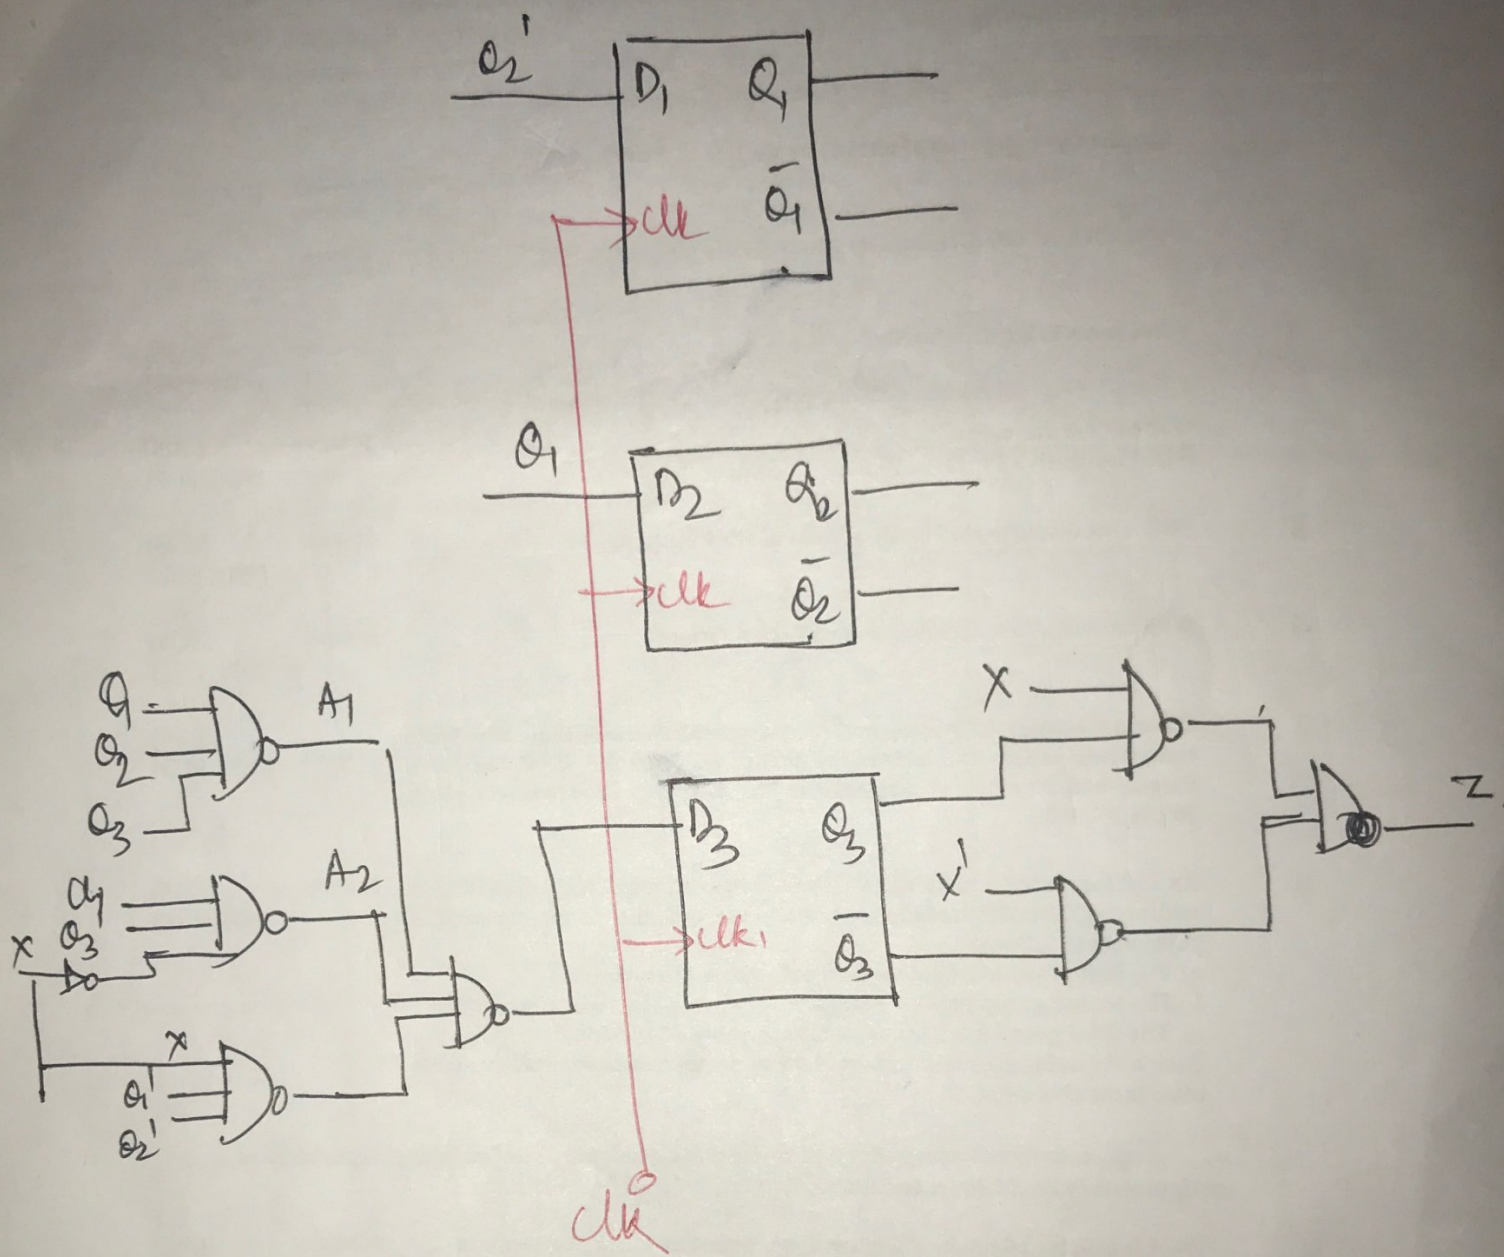 Q2'
D1 Q1
Q̅1
clk
Q1
D2 Q2
clk Q̅2
Q1 A1
Q2
Q3
D3 Q3
clk1 Q̅3
X
X'
Z
Q1 A2
Q3
x
x
Q1'
Q2'
clk